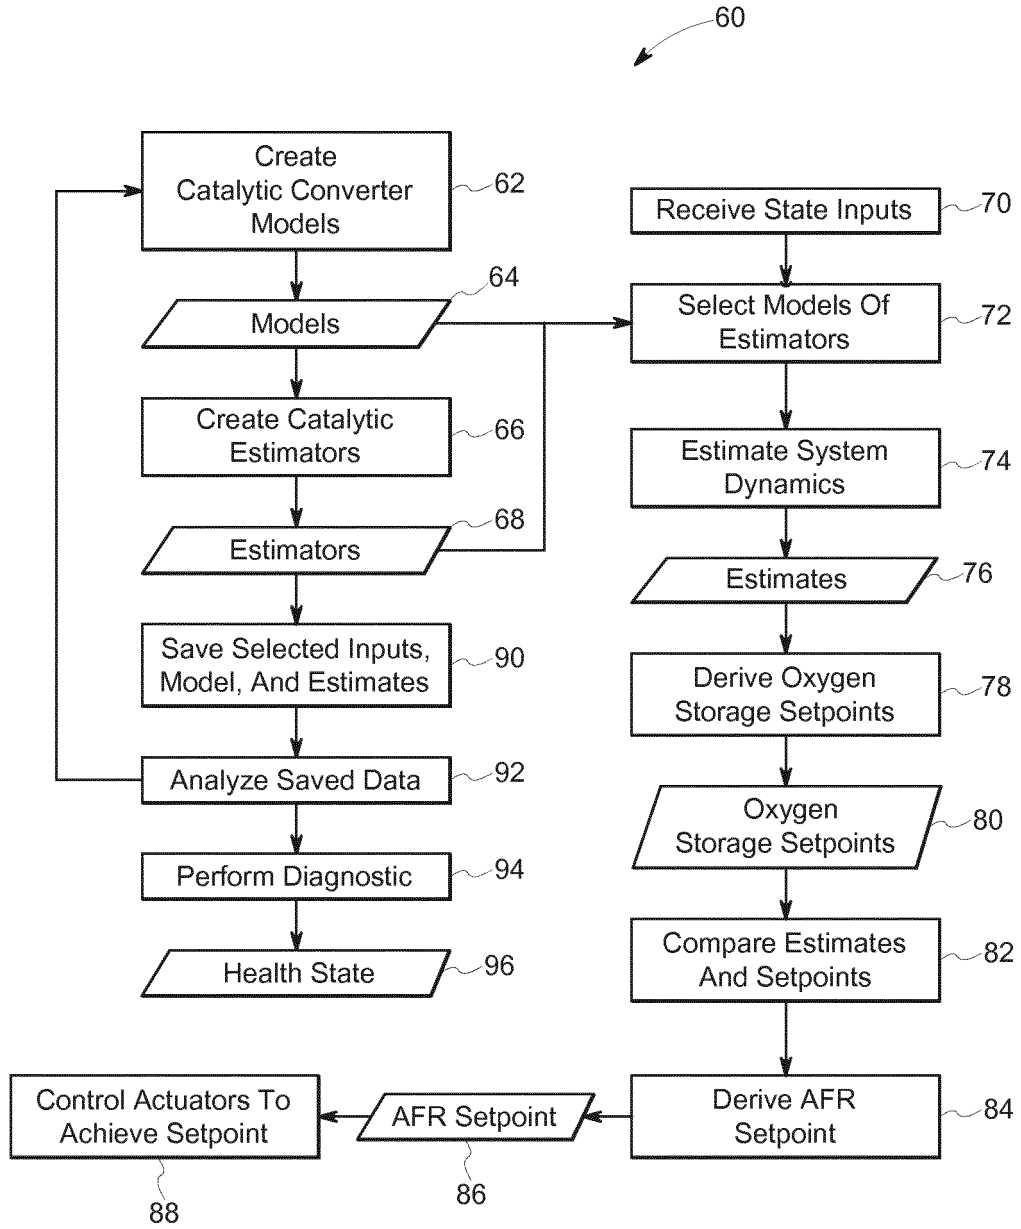 60
Create
Catalytic Converter
Models
62
Models
64
Create Catalytic
Estimators
66
Estimators
68
Save Selected Inputs,
Model, And Estimates
90
Analyze Saved Data
92
Perform Diagnostic
94
Health State
96
Receive State Inputs
70
Select Models Of
Estimators
72
Estimate System
Dynamics
74
Estimates
76
Derive Oxygen
Storage Setpoints
78
Oxygen
Storage Setpoints
80
Compare Estimates
And Setpoints
82
Derive AFR
Setpoint
84
AFR Setpoint
86
Control Actuators To
Achieve Setpoint
88